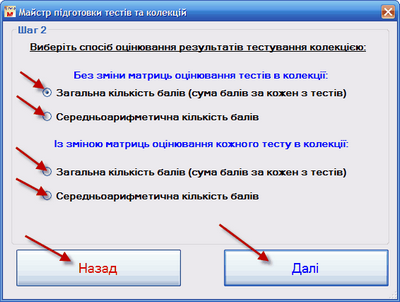 Майстр підготовки тестів та колекцій
Шаг 2
Виберіть спосіб оцінювання результатів тестування колекцією:
Без зміни матриць оцінювання тестів в колекції:
Загальна кількість балів (сума балів за кожен з тестів)
Середньоарифметична кількість балів
Із зміною матриць оцінювання кожного тесту в колекції:
Загальна кількість балів (сума балів за кожен з тестів)
Середньоарифметична кількість балів
Назад
Далі